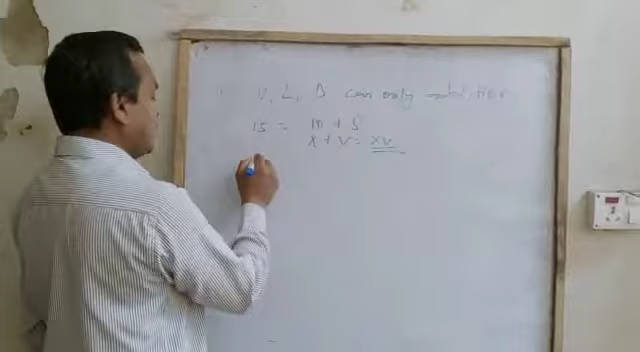 V, L, D can only
15 = 10 + 5
X + V = XV